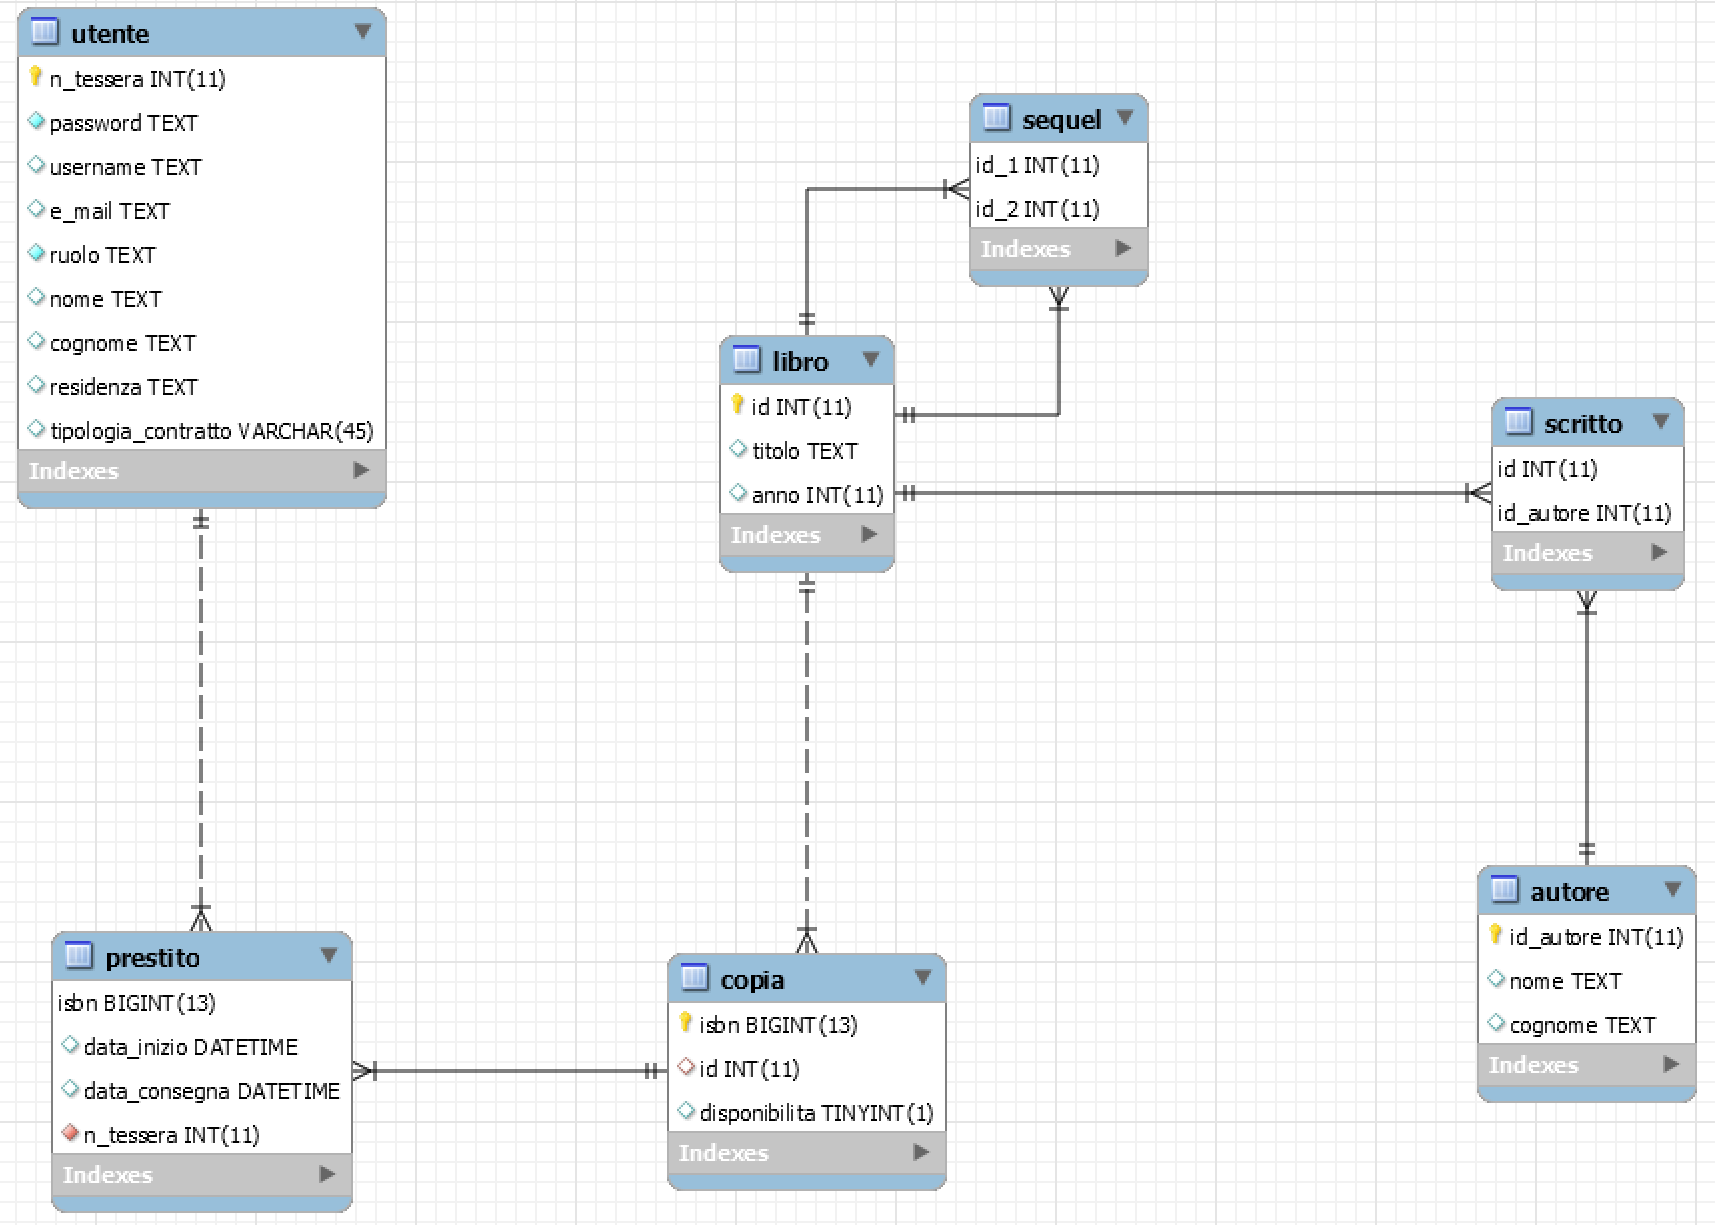 utente
n_tessera INT(11)
password TEXT
username TEXT
e_mail TEXT
ruolo TEXT
nome TEXT
cognome TEXT
residenza TEXT
tipologia_contratto VARCHAR(45)
Indexes
sequel
id_1 INT(11)
id_2 INT(11)
Indexes
libro
id INT(11)
titolo TEXT
anno INT(11)
Indexes
scritto
id INT(11)
id_autore INT(11)
Indexes
prestito
isbn BIGINT(13)
data_inizio DATETIME
data_consegna DATETIME
n_tessera INT(11)
Indexes
copia
isbn BIGINT(13)
id INT(11)
disponibilita TINYINT(1)
Indexes
autore
id_autore INT(11)
nome TEXT
cognome TEXT
Indexes